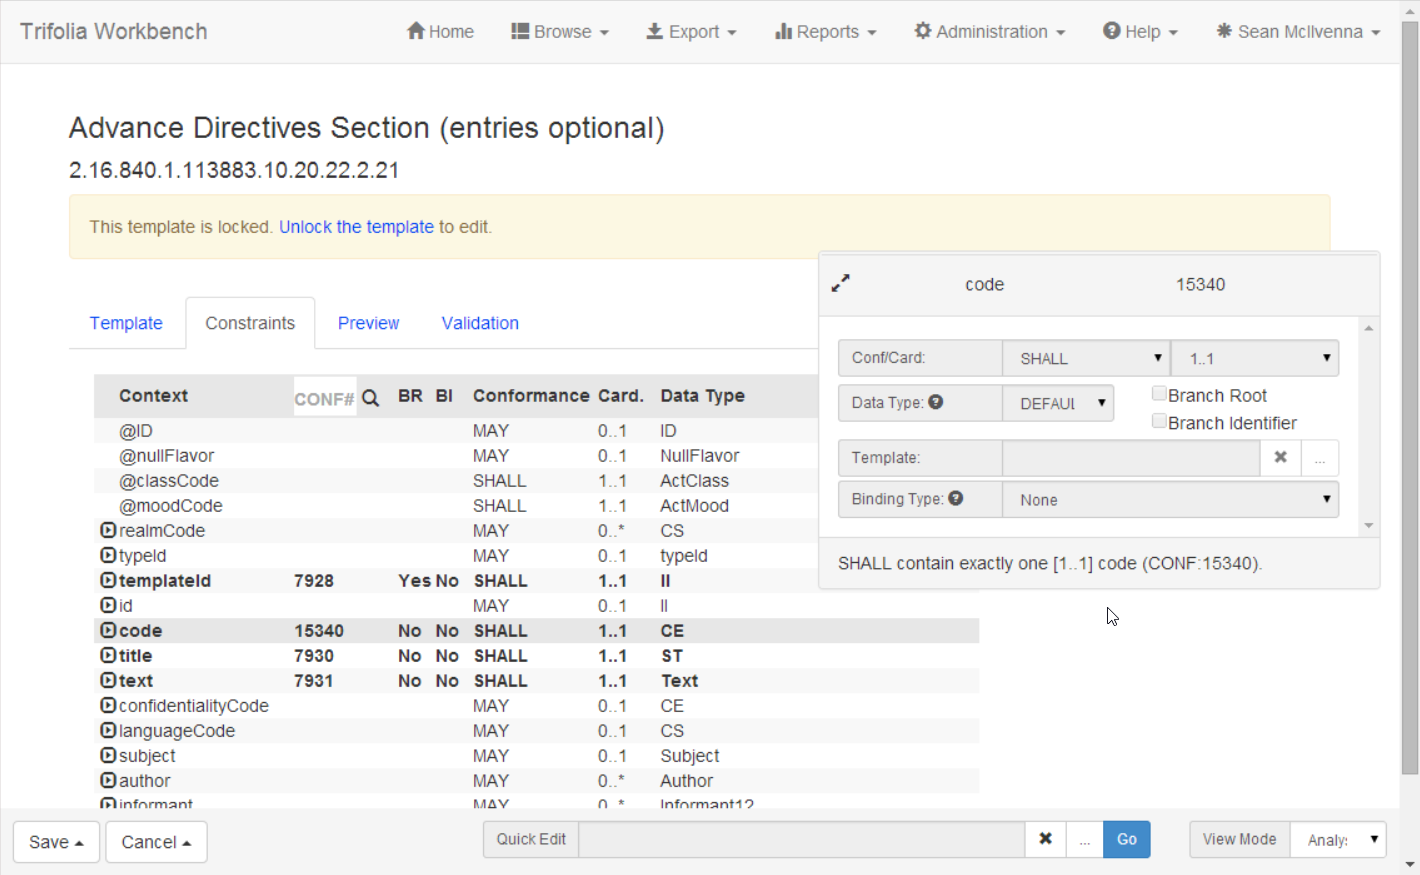 Trifolia Workbench Home Browse Export Reports Administration Help Sean McIlvenna
Advance Directives Section (entries optional)
2.16.840.1.113883.10.20.22.2.21
This template is locked. Unlock the template to edit.
Template Constraints Preview Validation
Context CONF# BR BI Conformance Card. Data Type
@ID MAY 0..1 ID
@nullFlavor MAY 0..1 NullFlavor
@classCode SHALL 1..1 ActClass
@moodCode SHALL 1..1 ActMood
realmCode MAY 0..* CS
typeId MAY 0..1 typeId
templateId 7928 Yes No SHALL 1..1 II
id MAY 0..1 II
code 15340 No No SHALL 1..1 CE
title 7930 No No SHALL 1..1 ST
text 7931 No No SHALL 1..1 Text
confidentialityCode MAY 0..1 CE
languageCode MAY 0..1 CS
subject MAY 0..1 Subject
author MAY 0..* Author
informant MAY 0..* Informant12
code 15340
Conf/Card: SHALL 1..1
Data Type: DEFAUL Branch Root
Branch Identifier
Template: ...
Binding Type: None
SHALL contain exactly one [1..1] code (CONF:15340).
Save Cancel Quick Edit ... Go View Mode Analy